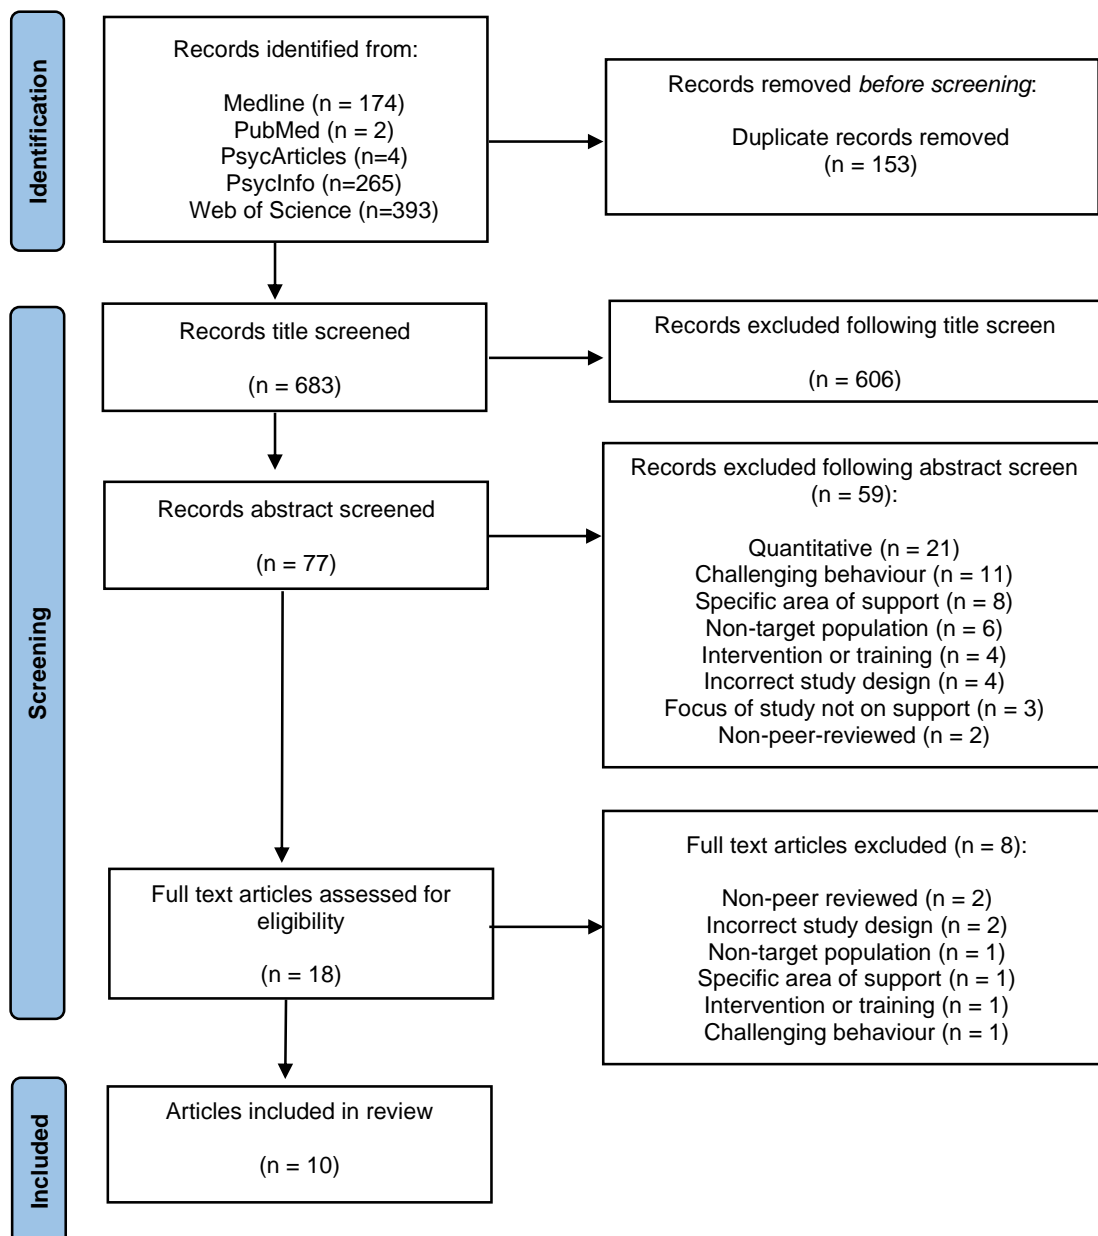 Identification
Records identified from:
Medline (n = 174)
PubMed (n = 2)
PsycArticles (n=4)
PsycInfo (n=265)
Web of Science (n=393)
Records removed before screening:
Duplicate records removed
(n = 153)
Screening
Records title screened
(n = 683)
Records excluded following title screen
(n = 606)
Records abstract screened
(n = 77)
Records excluded following abstract screen
(n = 59):
Quantitative (n = 21)
Challenging behaviour (n = 11)
Specific area of support (n = 8)
Non-target population (n = 6)
Intervention or training (n = 4)
Incorrect study design (n = 4)
Focus of study not on support (n = 3)
Non-peer-reviewed (n = 2)
Full text articles assessed for
eligibility
(n = 18)
Full text articles excluded (n = 8):
Non-peer reviewed (n = 2)
Incorrect study design (n = 2)
Non-target population (n = 1)
Specific area of support (n = 1)
Intervention or training (n = 1)
Challenging behaviour (n = 1)
Included
Articles included in review
(n = 10)